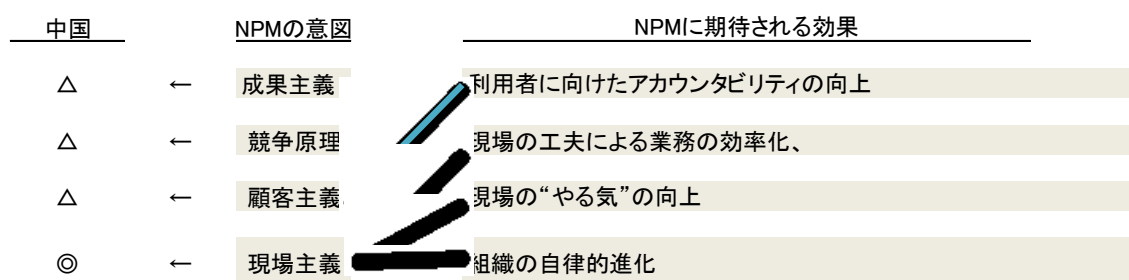 中国 NPMの意図 NPMに期待される効果
△ ← 成果主義 利用者に向けたアカウンタビリティの向上
△ ← 競争原理 現場の工夫による業務の効率化、
△ ← 顧客主義 現場の“やる気”の向上
◎ ← 現場主義 組織の自律的進化